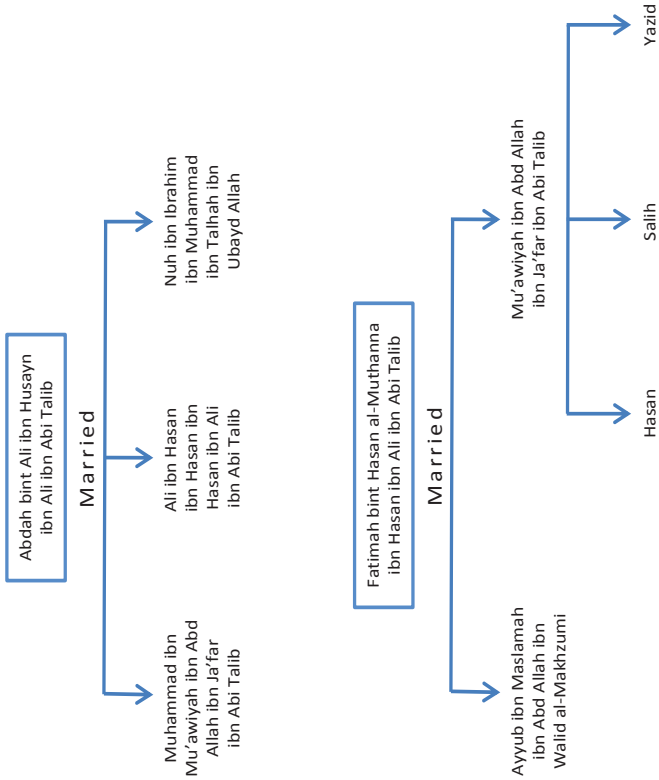 Abdah bint Ali ibn Husayn
ibn Ali ibn Abi Talib
Married
Muhammad ibn
Mu’awiyah ibn Abd
Allah ibn Ja’far
ibn Abi Talib
Ali ibn Hasan
ibn Hasan ibn
Hasan ibn Ali
ibn Abi Talib
Nuh ibn Ibrahim
ibn Muhammad
ibn Talhah ibn
Ubayd Allah
Fatimah bint Hasan al-Muthanna
ibn Hasan ibn Ali ibn Abi Talib
Married
Ayyub ibn Maslamah
ibn Abd Allah ibn
Walid al-Makhzumi
Mu’awiyah ibn Abd Allah
ibn Ja’far ibn Abi Talib
Hasan
Salih
Yazid